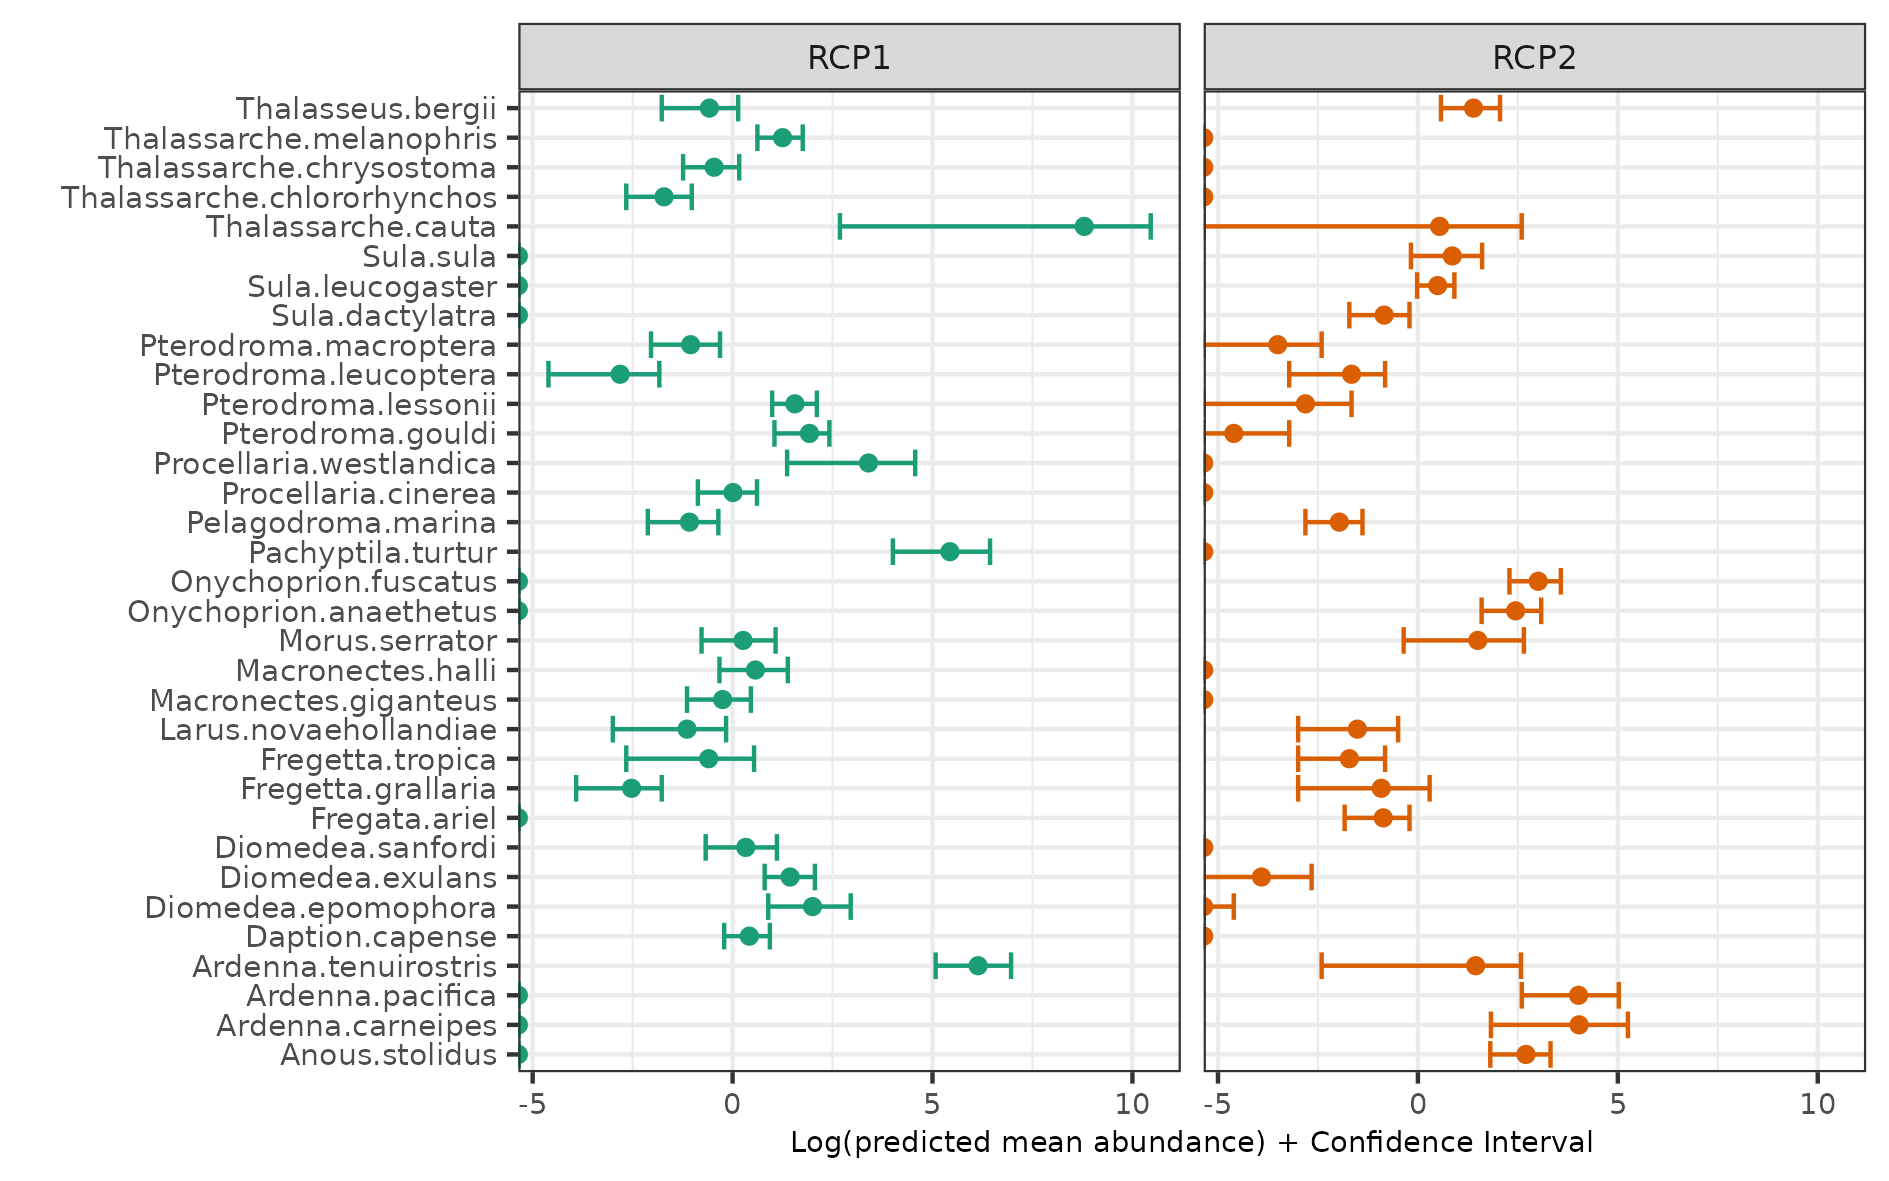 RCP1
RCP2
Thalasseus.bergii
Thalassarche.melanophris
Thalassarche.chrysostoma
Thalassarche.chlororhynchos
Thalassarche.cauta
Sula.sula
Sula.leucogaster
Sula.dactylatra
Pterodroma.macroptera
Pterodroma.leucoptera
Pterodroma.lessonii
Pterodroma.gouldi
Procellaria.westlandica
Procellaria.cinerea
Pelagodroma.marina
Pachyptila.turtur
Onychoprion.fuscatus
Onychoprion.anaethetus
Morus.serrator
Macronectes.halli
Macronectes.giganteus
Larus.novaehollandiae
Fregetta.tropica
Fregetta.grallaria
Fregata.ariel
Diomedea.sanfordi
Diomedea.exulans
Diomedea.epomophora
Daption.capense
Ardenna.tenuirostris
Ardenna.pacifica
Ardenna.carneipes
Anous.stolidus
-5 0 5 10
-5 0 5 10
Log(predicted mean abundance) + Confidence Interval